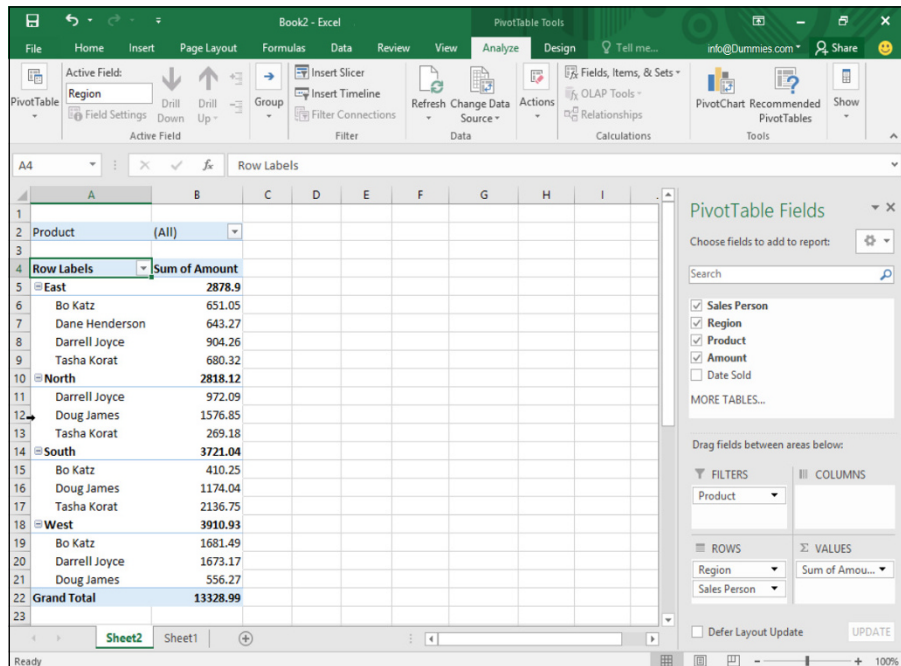 Book2 - Excel
PivotTable Tools
File Home Insert Page Layout Formulas Data Review View Analyze Design Tell me... info@Dummies.com Share
PivotTable
Active Field:
Region
Field Settings
Drill Down
Drill Up
Active Field
Group
Insert Slicer
Insert Timeline
Filter Connections
Filter
Refresh
Change Data Source
Data
Actions
Fields, Items, & Sets
OLAP Tools
Relationships
Calculations
PivotChart
Recommended PivotTables
Tools
Show
A4 fx Row Labels
A B C D E F G H I
1
2 Product (All)
3
4 Row Labels Sum of Amount
5 East 2878.9
6 Bo Katz 651.05
7 Dane Henderson 643.27
8 Darrell Joyce 904.26
9 Tasha Korat 680.32
10 North 2818.12
11 Darrell Joyce 972.09
12 Doug James 1576.85
13 Tasha Korat 269.18
14 South 3721.04
15 Bo Katz 410.25
16 Doug James 1174.04
17 Tasha Korat 2136.75
18 West 3910.93
19 Bo Katz 1681.49
20 Darrell Joyce 1673.17
21 Doug James 556.27
22 Grand Total 13328.99
23
PivotTable Fields
Choose fields to add to report:
Search
Sales Person
Region
Product
Amount
Date Sold
MORE TABLES...
Drag fields between areas below:
FILTERS COLUMNS
Product
ROWS Σ VALUES
Region Sum of Amou...
Sales Person
Defer Layout Update UPDATE
Sheet2 Sheet1
Ready 100%